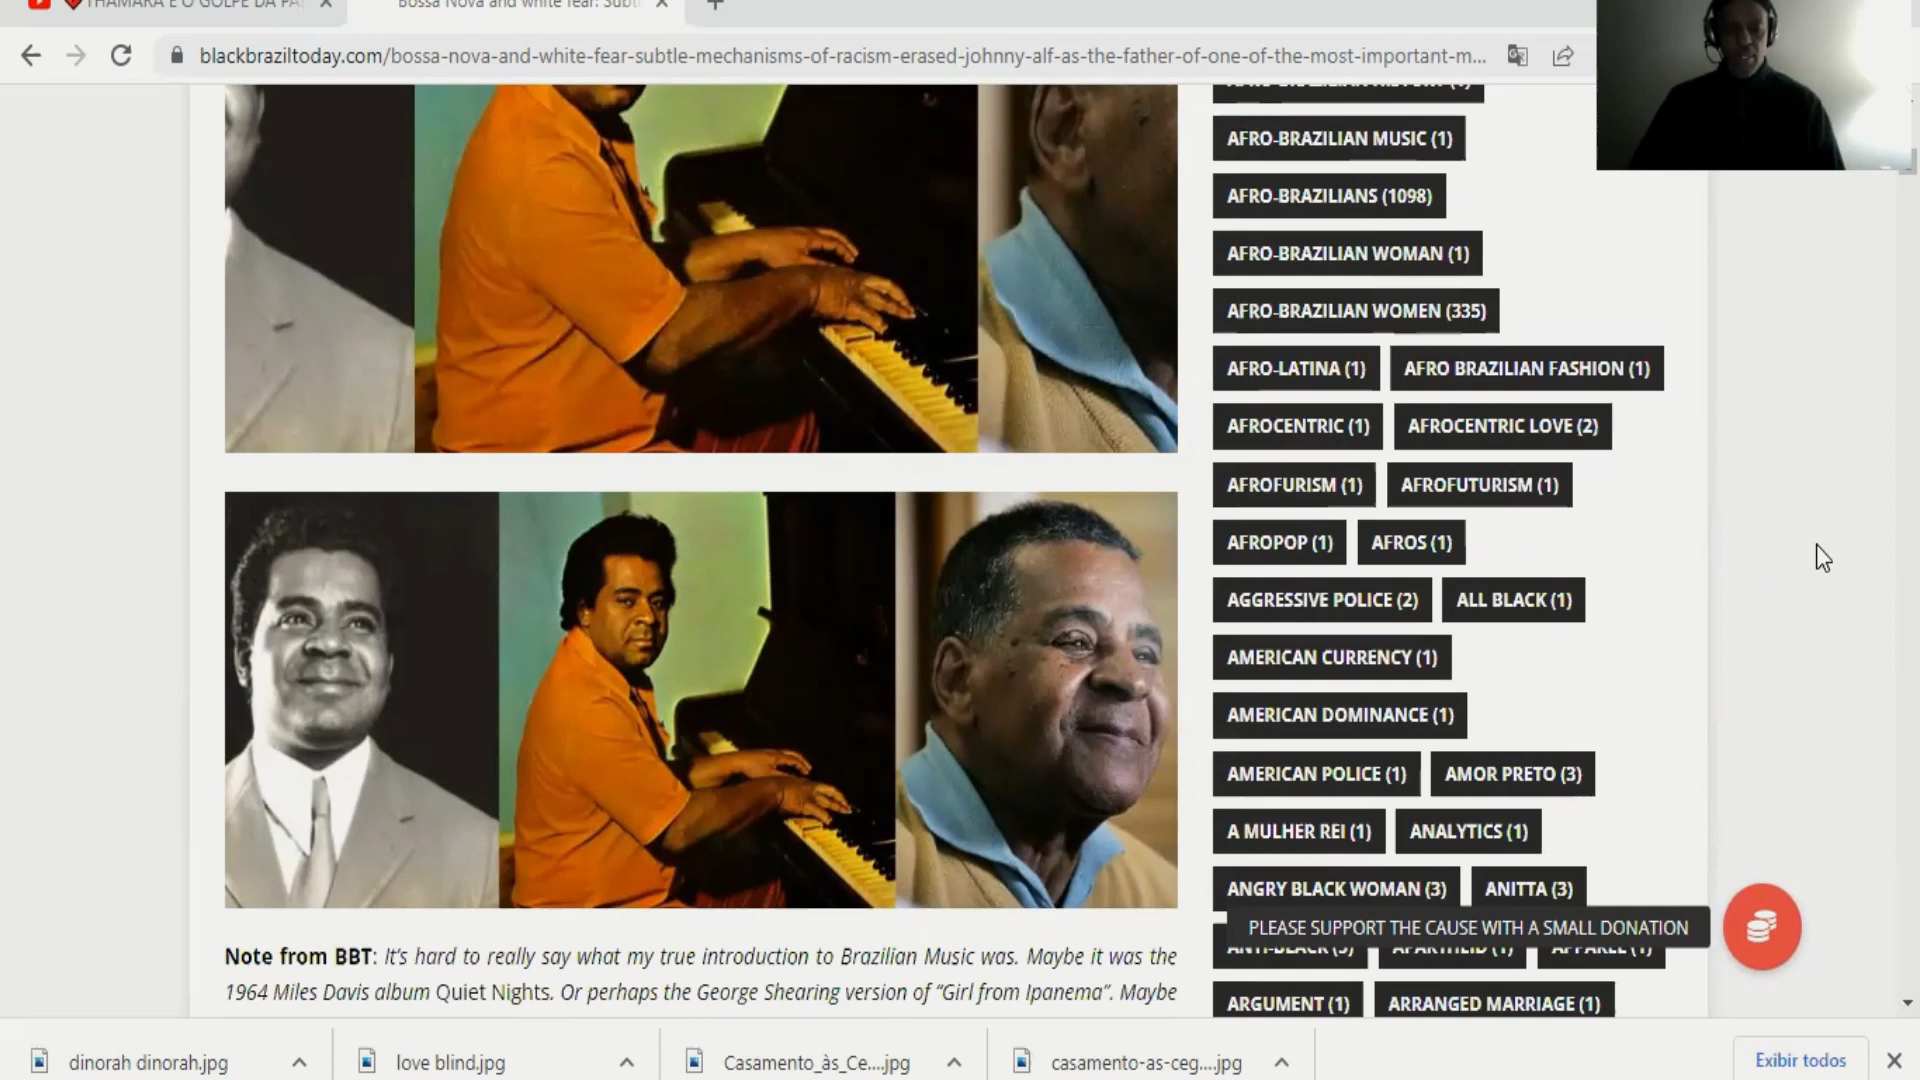 THAMARA E O GOLPE DA PA
Bossa Nova and white fear: Subt
blackbraziltoday.com/bossa-nova-and-white-fear-subtle-mechanisms-of-racism-erased-johnny-alf-as-the-father-of-one-of-the-most-important-m...
AFRO-BRAZILIAN MUSIC (1)
AFRO-BRAZILIANS (1098)
AFRO-BRAZILIAN WOMAN (1)
AFRO-BRAZILIAN WOMEN (335)
AFRO-LATINA (1) AFRO BRAZILIAN FASHION (1)
AFROCENTRIC (1) AFROCENTRIC LOVE (2)
AFROFURISM (1) AFROFUTURISM (1)
AFROPOP (1) AFROS (1)
AGGRESSIVE POLICE (2) ALL BLACK (1)
AMERICAN CURRENCY (1)
AMERICAN DOMINANCE (1)
AMERICAN POLICE (1) AMOR PRETO (3)
A MULHER REI (1) ANALYTICS (1)
ANGRY BLACK WOMAN (3) ANITTA (3)
PLEASE SUPPORT THE CAUSE WITH A SMALL DONATION
ARGUMENT (1) ARRANGED MARRIAGE (1)
Note from BBT: It's hard to really say what my true introduction to Brazilian Music was. Maybe it was the
1964 Miles Davis album Quiet Nights. Or perhaps the George Shearing version of "Girl from Ipanema". Maybe
dinorah dinorah.jpg love blind.jpg Casamento_às_Ce....jpg casamento-as-ceg....jpg Exibir todos